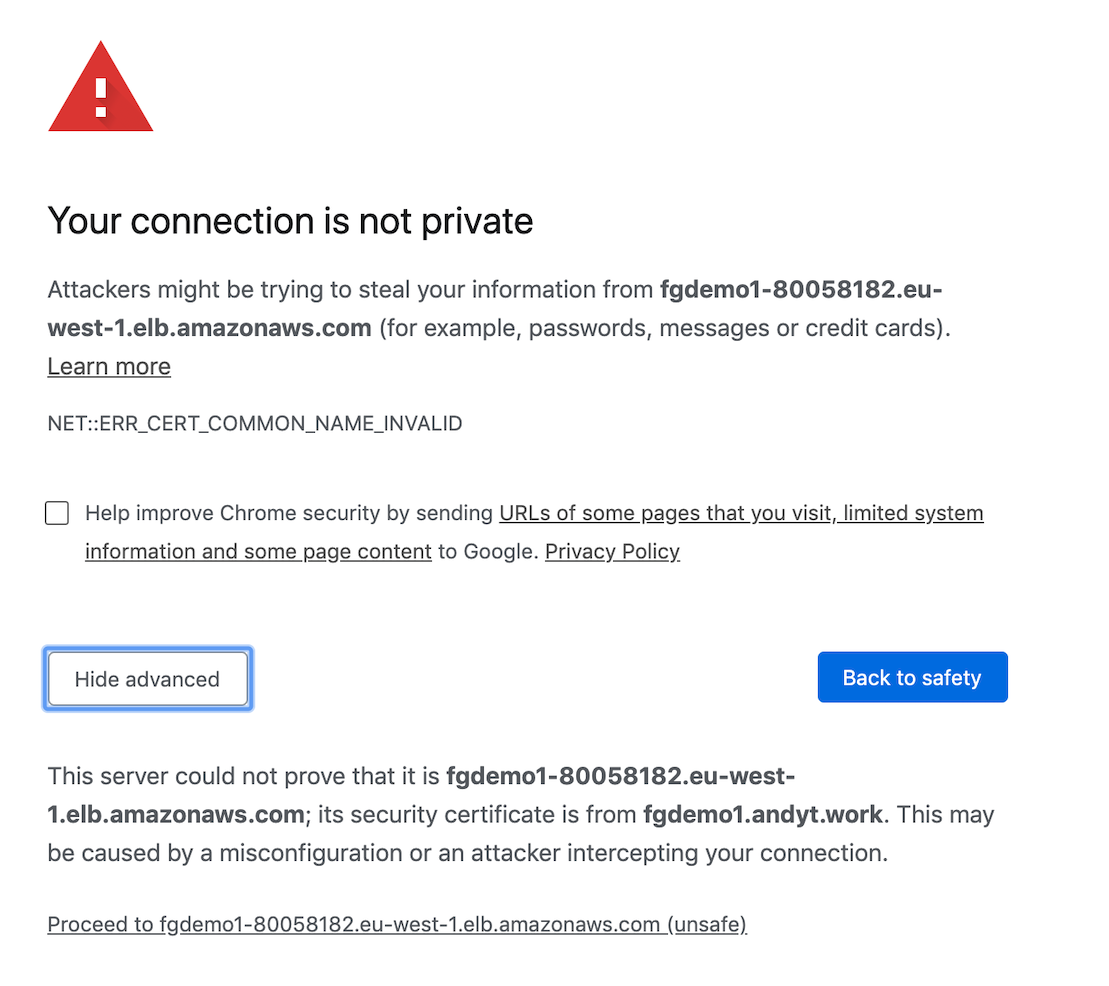 Your connection is not private
Attackers might be trying to steal your information from fgdemo1-80058182.eu-
west-1.elb.amazonaws.com (for example, passwords, messages or credit cards).
Learn more
NET::ERR_CERT_COMMON_NAME_INVALID
Help improve Chrome security by sending URLs of some pages that you visit, limited system
information and some page content to Google. Privacy Policy
Hide advanced
Back to safety
This server could not prove that it is fgdemo1-80058182.eu-west-
1.elb.amazonaws.com; its security certificate is from fgdemo1.andyt.work. This may
be caused by a misconfiguration or an attacker intercepting your connection.
Proceed to fgdemo1-80058182.eu-west-1.elb.amazonaws.com (unsafe)